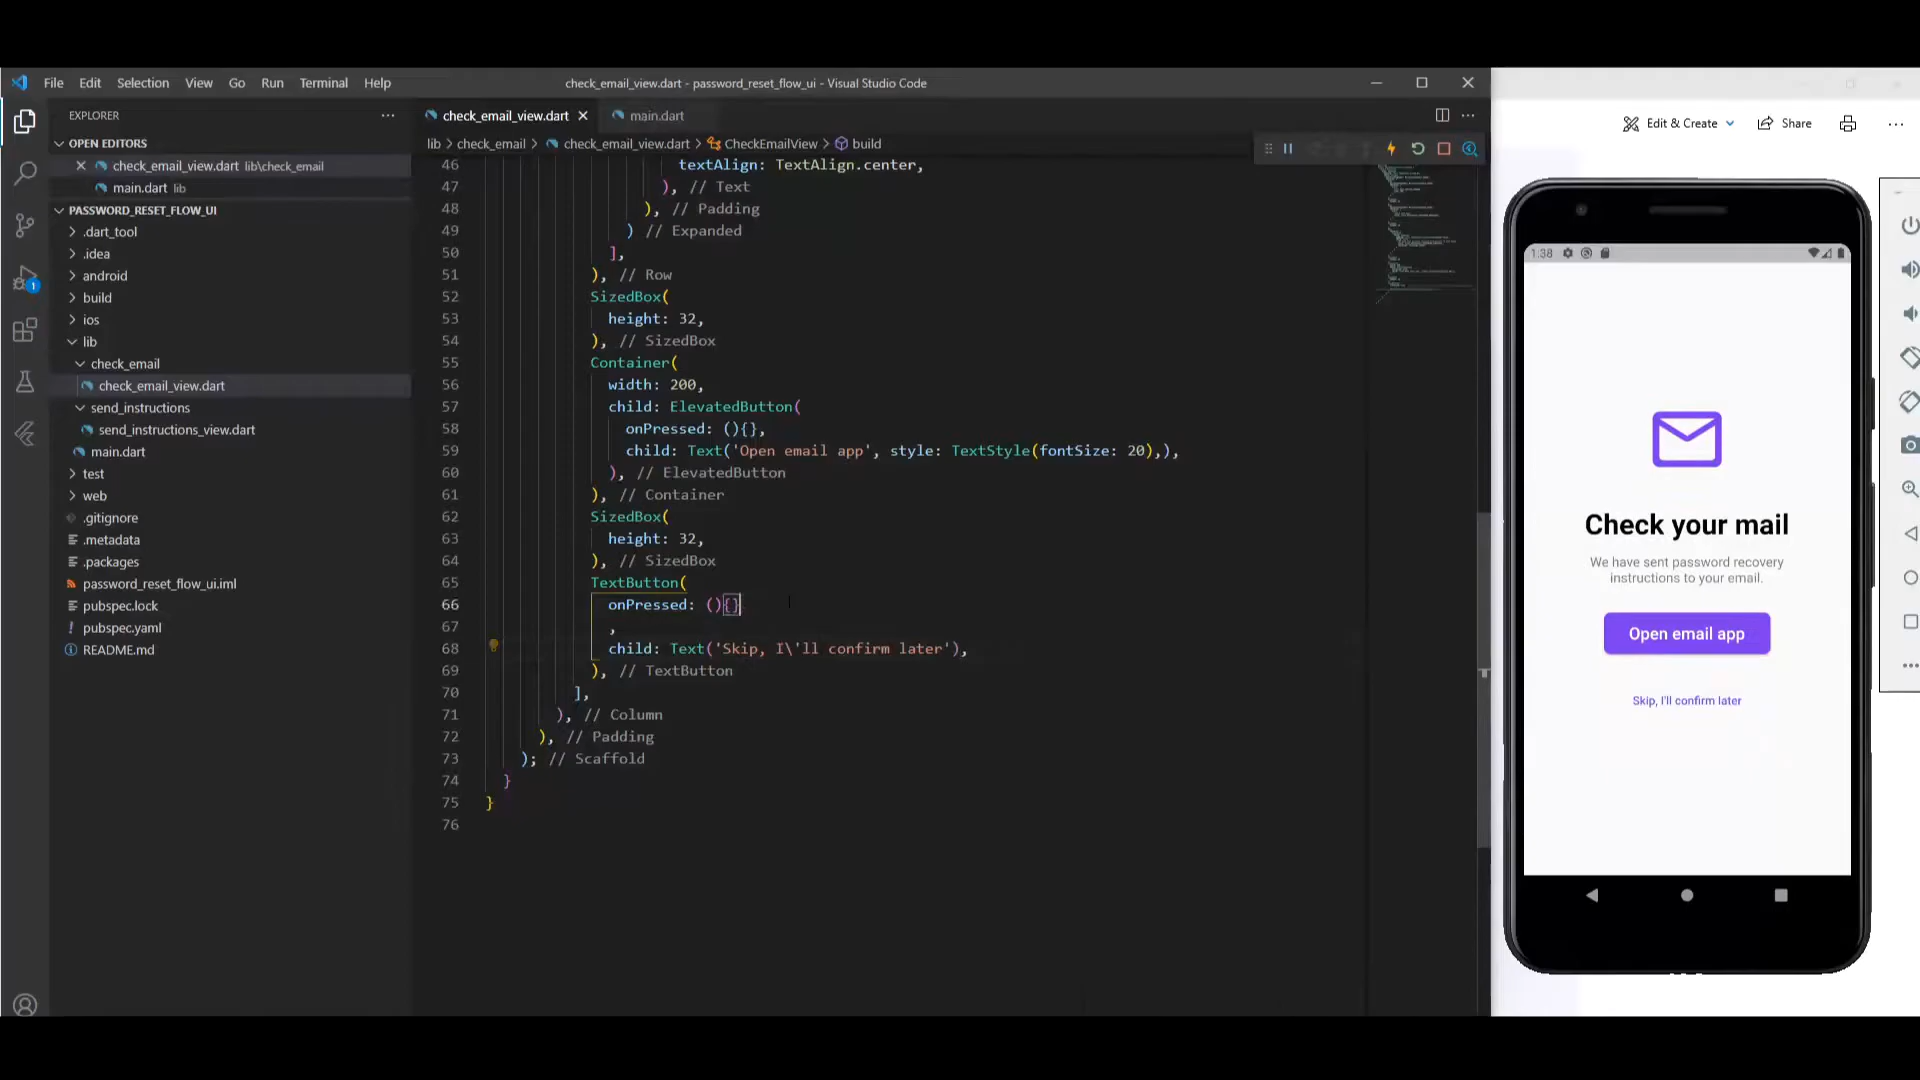 File Edit Selection View Go Run Terminal Help
check_email_view.dart - password_reset_flow_ui - Visual Studio Code
EXPLORER
OPEN EDITORS
check_email_view.dart lib\check_email
main.dart lib
PASSWORD_RESET_FLOW_UI
.dart_tool
.idea
android
build
ios
lib
check_email
check_email_view.dart
send_instructions
send_instructions_view.dart
main.dart
test
web
.gitignore
.metadata
.packages
password_reset_flow_ui.iml
pubspec.lock
pubspec.yaml
README.md
1
check_email_view.dart main.dart
lib > check_email > check_email_view.dart > CheckEmailView > build
46 textAlign: TextAlign.center,
47 ), // Text
48 ), // Padding
49 ) // Expanded
50 ],
51 ), // Row
52 SizedBox(
53 height: 32,
54 ), // SizedBox
55 Container(
56 width: 200,
57 child: ElevatedButton(
58 onPressed: (){},
59 child: Text('Open email app', style: TextStyle(fontSize: 20),),
60 ), // ElevatedButton
61 ), // Container
62 SizedBox(
63 height: 32,
64 ), // SizedBox
65 TextButton(
66 onPressed: (){}
67 ,
68 child: Text('Skip, I\'ll confirm later'),
69 ), // TextButton
70 ],
71 ), // Column
72 ), // Padding
73 ); // Scaffold
74 }
75 }
76
Edit & Create Share
1:38
Check your mail
We have sent password recovery
instructions to your email.
Open email app
Skip, I'll confirm later